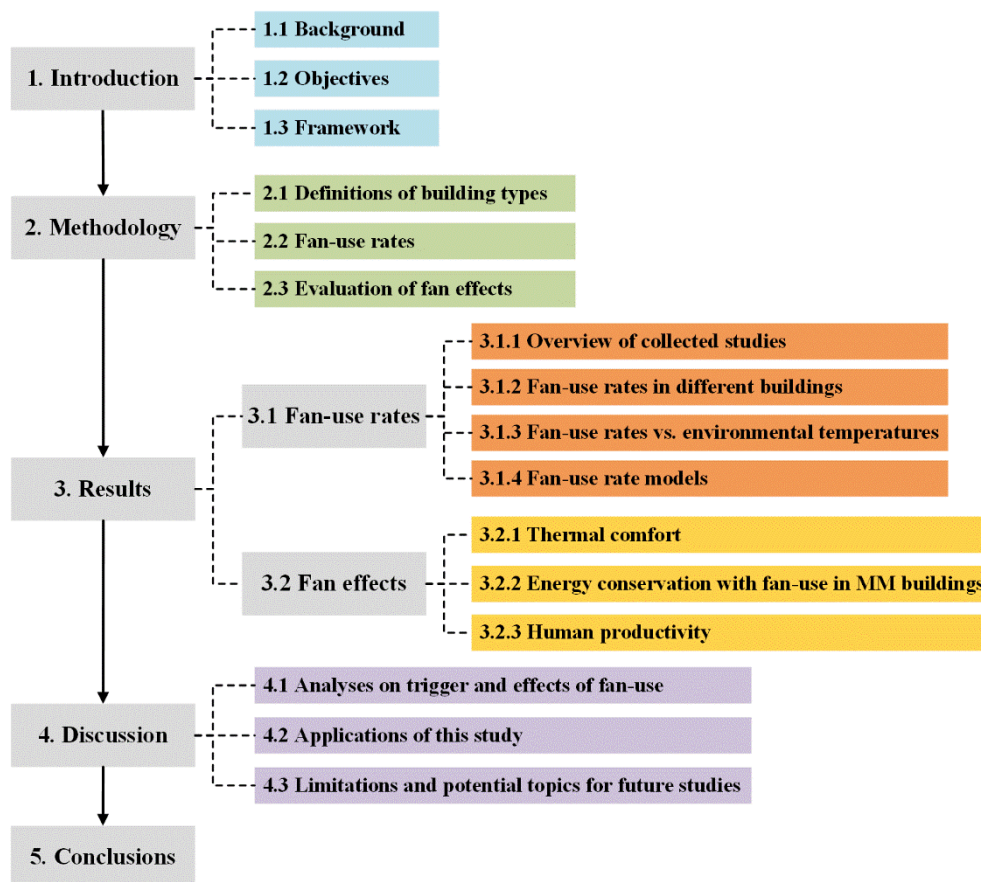 1. Introduction
1.1 Background
1.2 Objectives
1.3 Framework
2. Methodology
2.1 Definitions of building types
2.2 Fan-use rates
2.3 Evaluation of fan effects
3. Results
3.1 Fan-use rates
3.1.1 Overview of collected studies
3.1.2 Fan-use rates in different buildings
3.1.3 Fan-use rates vs. environmental temperatures
3.1.4 Fan-use rate models
3.2 Fan effects
3.2.1 Thermal comfort
3.2.2 Energy conservation with fan-use in MM buildings
3.2.3 Human productivity
4. Discussion
4.1 Analyses on trigger and effects of fan-use
4.2 Applications of this study
4.3 Limitations and potential topics for future studies
5. Conclusions